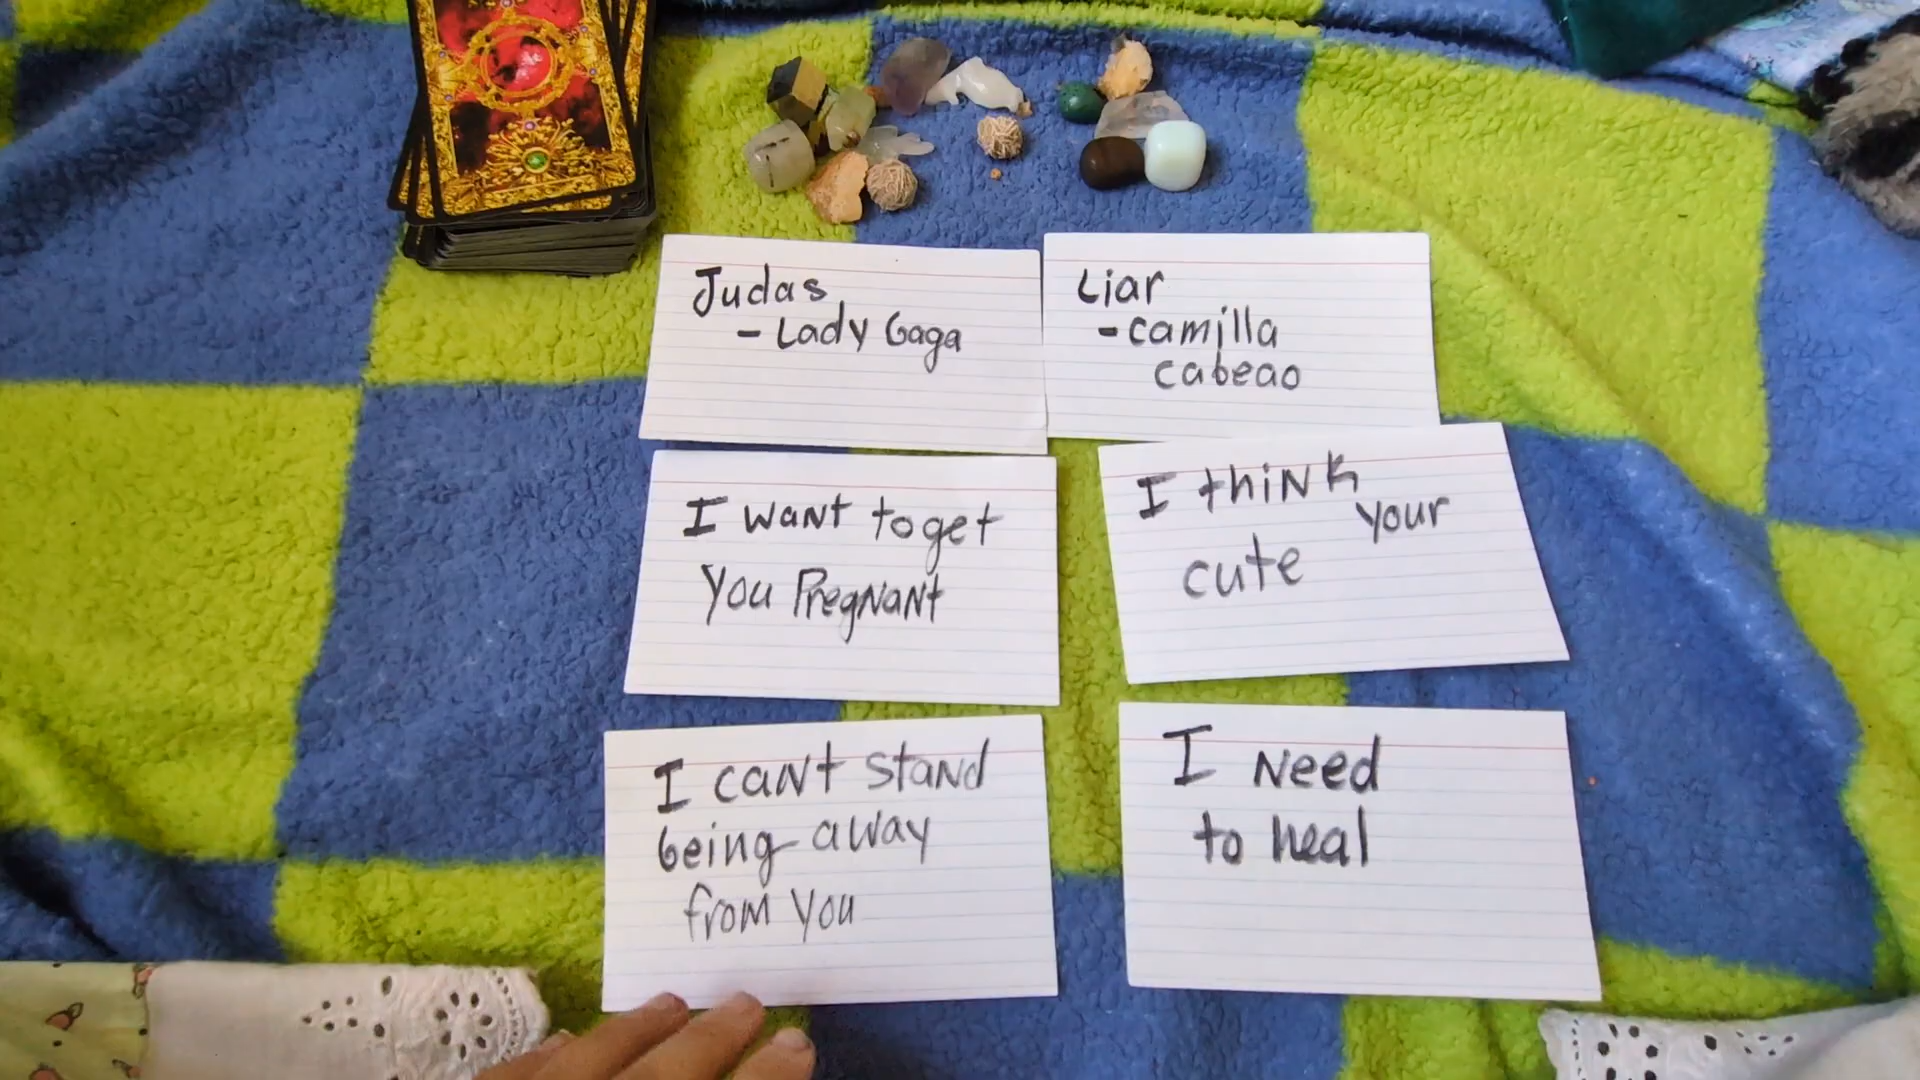 Judas
- Lady Gaga
Liar
- camilla
cabeao
I want to get
you Pregnant
I think your
cute
I can't stand
being away
from you
I need
to heal